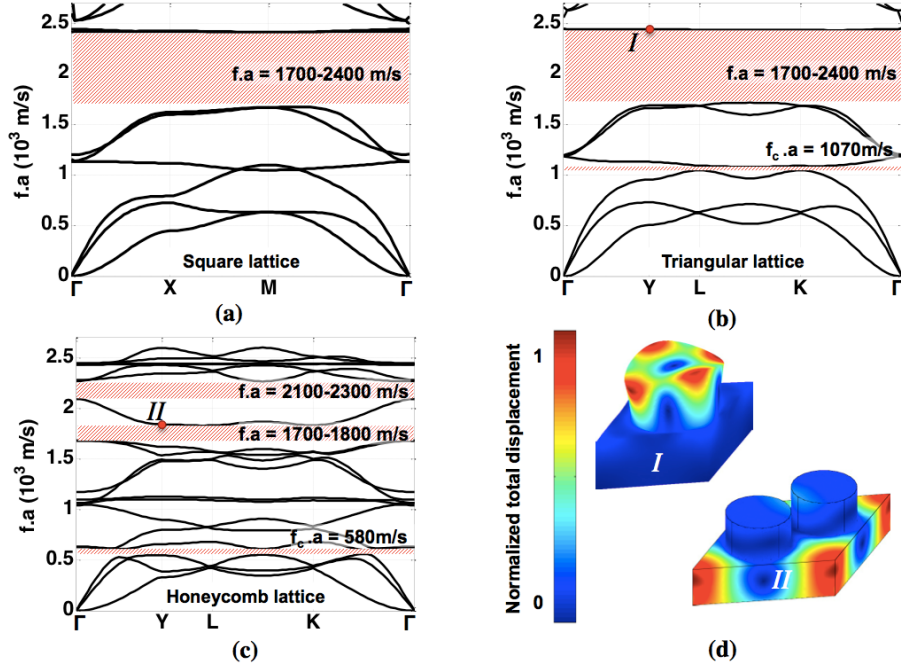 2.5
2
1.5
1
0.5
0
f.a (10³ m/s)
f.a = 1700-2400 m/s
Square lattice
Γ X M Γ
(a)
2.5
2
1.5
1
0.5
0
f.a (10³ m/s)
I
f.a = 1700-2400 m/s
f_c .a = 1070m/s
Triangular lattice
Γ Y L K Γ
(b)
2.5
2
1.5
1
0.5
0
f.a (10³ m/s)
f.a = 2100-2300 m/s
II
f.a = 1700-1800 m/s
f_c .a = 580m/s
Honeycomb lattice
Γ Y L K Γ
(c)
Normalized total displacement
1
0
I
II
(d)